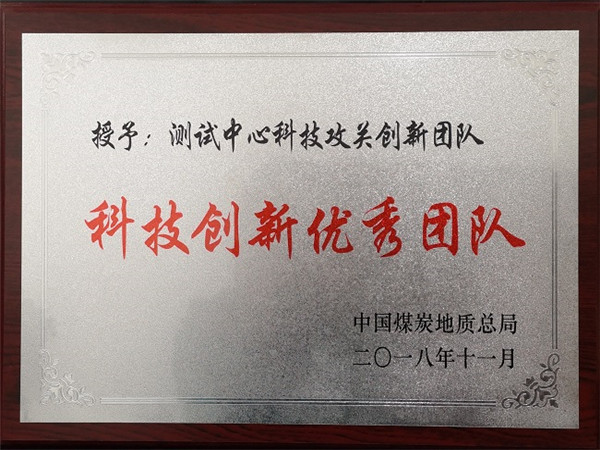 授予：测试中心科技攻关创新团队
科技创新优秀团队
中国煤炭地质总局
二〇一八年十一月